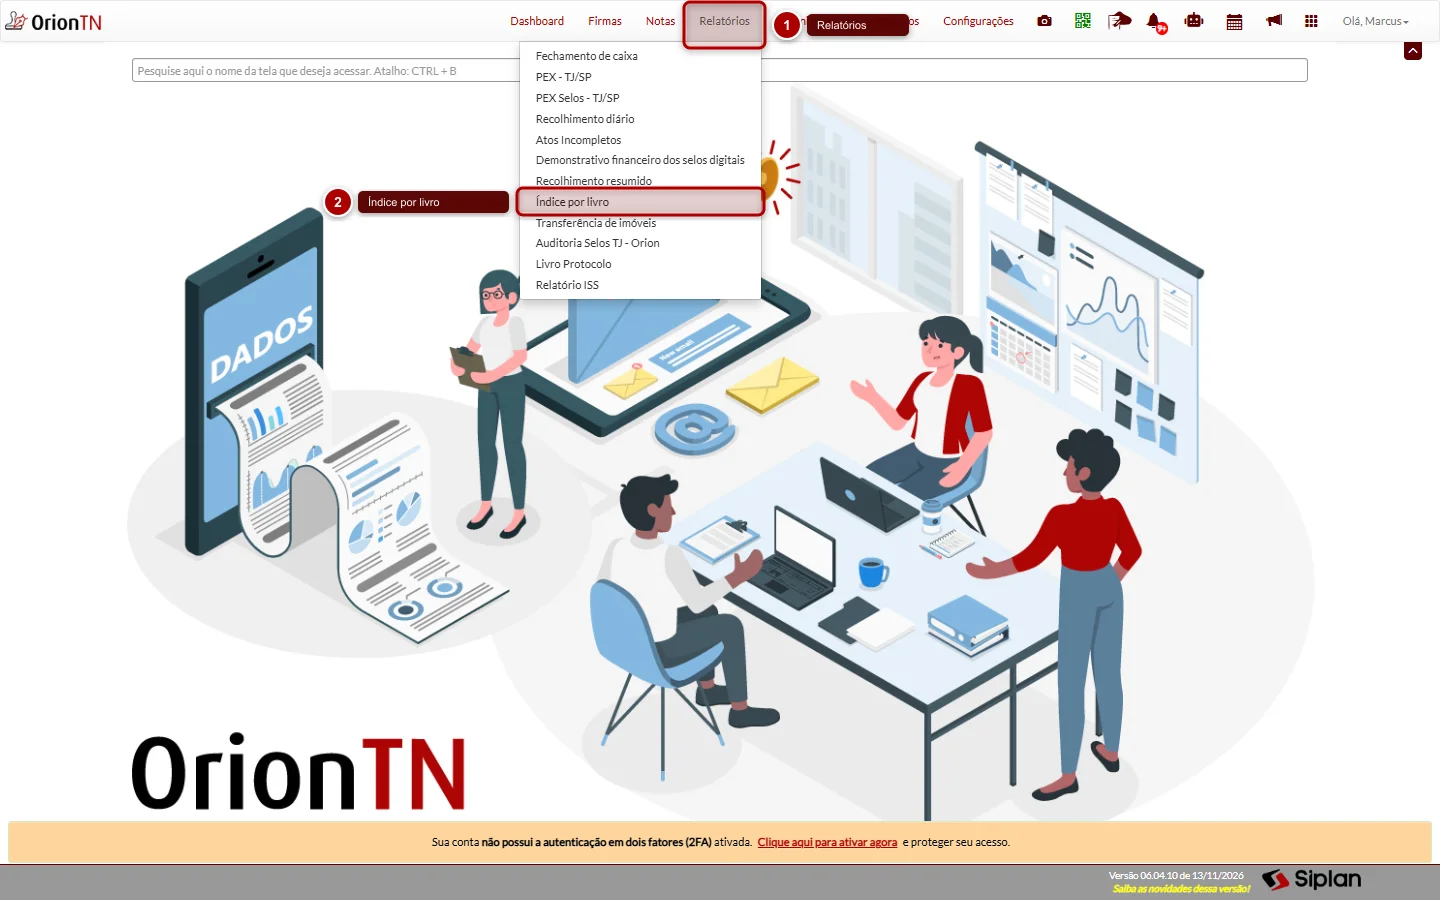 OrionTN
Dashboard
Firmas
Notas
Relatórios
1
Relatórios
os
Configurações
9+
Olá, Marcus
Pesquise aqui o nome da tela que deseja acessar. Atalho: CTRL + B
Fechamento de caixa
PEX - TJ/SP
PEX Selos - TJ/SP
Recolhimento diário
Atos Incompletos
Demonstrativo financeiro dos selos digitais
Recolhimento resumido
2
Índice por livro
Índice por livro
Transferência de imóveis
Auditoria Selos TJ - Orion
Livro Protocolo
Relatório ISS
DADOS
New email
@
OrionTN
Sua conta não possui a autenticação em dois fatores (2FA) ativada. Clique aqui para ativar agora e proteger seu acesso.
Versão 06.04.10 de 13/11/2026
Saiba as novidades dessa versão!
Siplan